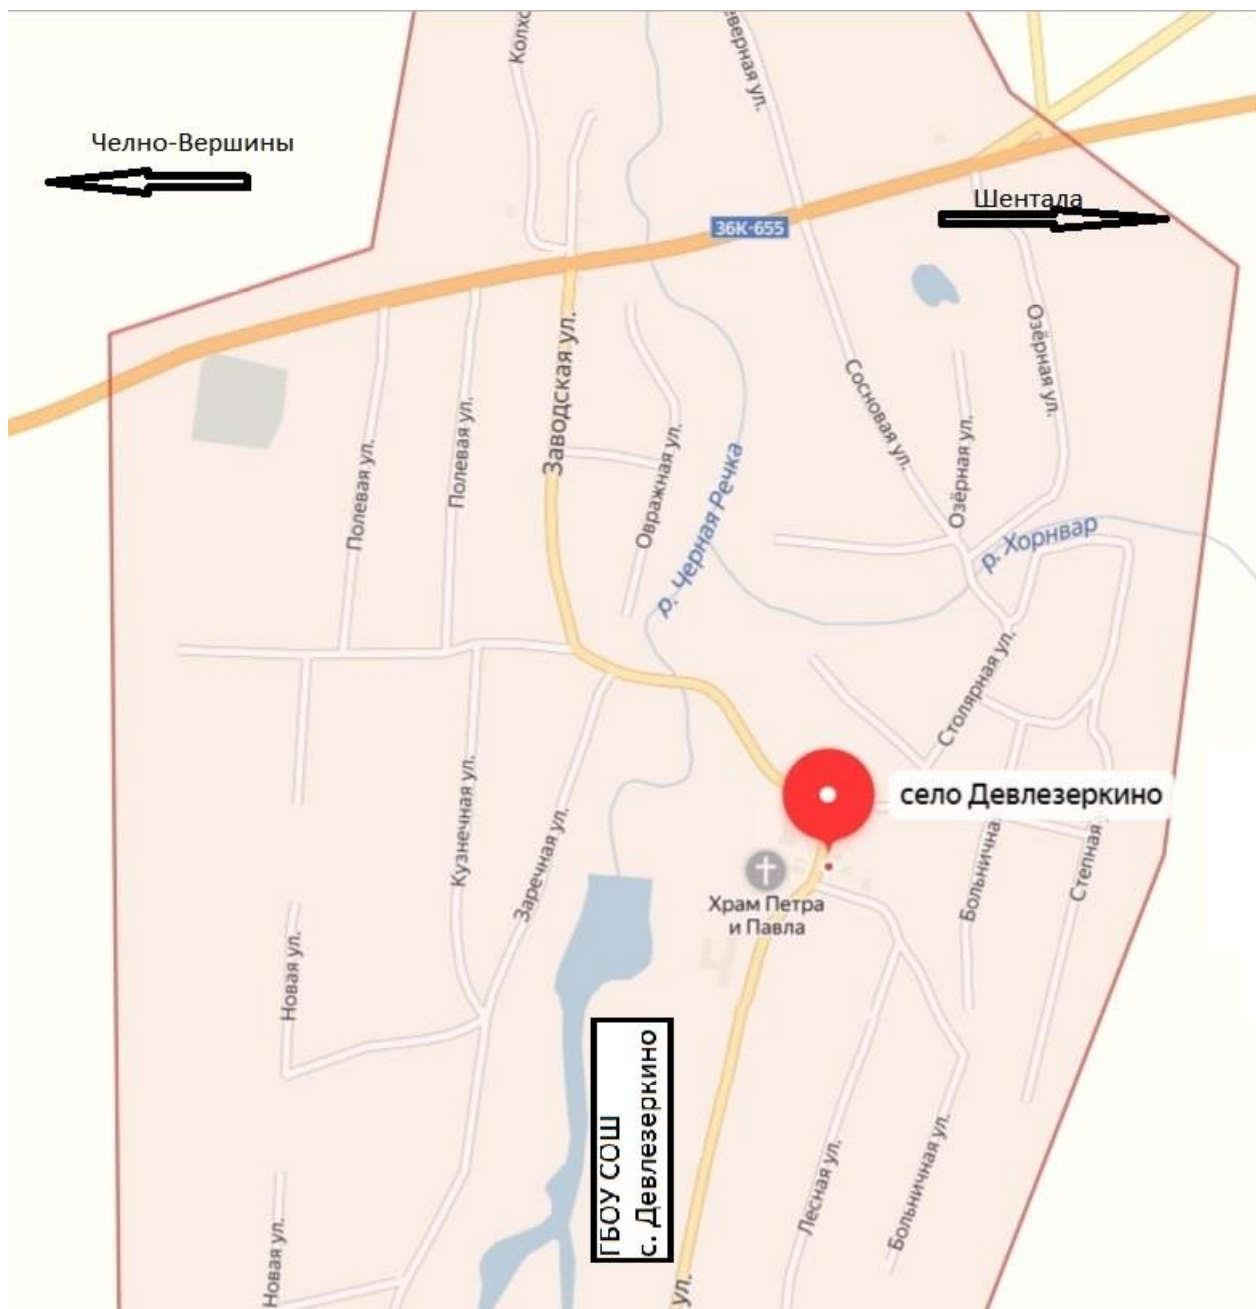 Колхо
еверная ул.
Челно-Вершины
Шентала
36К-655
Заводская ул.
Озёрная ул.
Сосновая ул.
Полевая ул.
Полевая ул.
Овражная ул.
Озёрная ул.
р. Черная Речка
р. Хорнвар
Столярная ул.
село Девлезеркино
Кузнечная ул.
Заречная ул.
Больничная
Степная у
Храм Петра
и Павла
Новая ул.
ГБОУ СОШ
с. Девлезеркино
Лесная ул.
Больничная ул.
Новая ул.
ул.